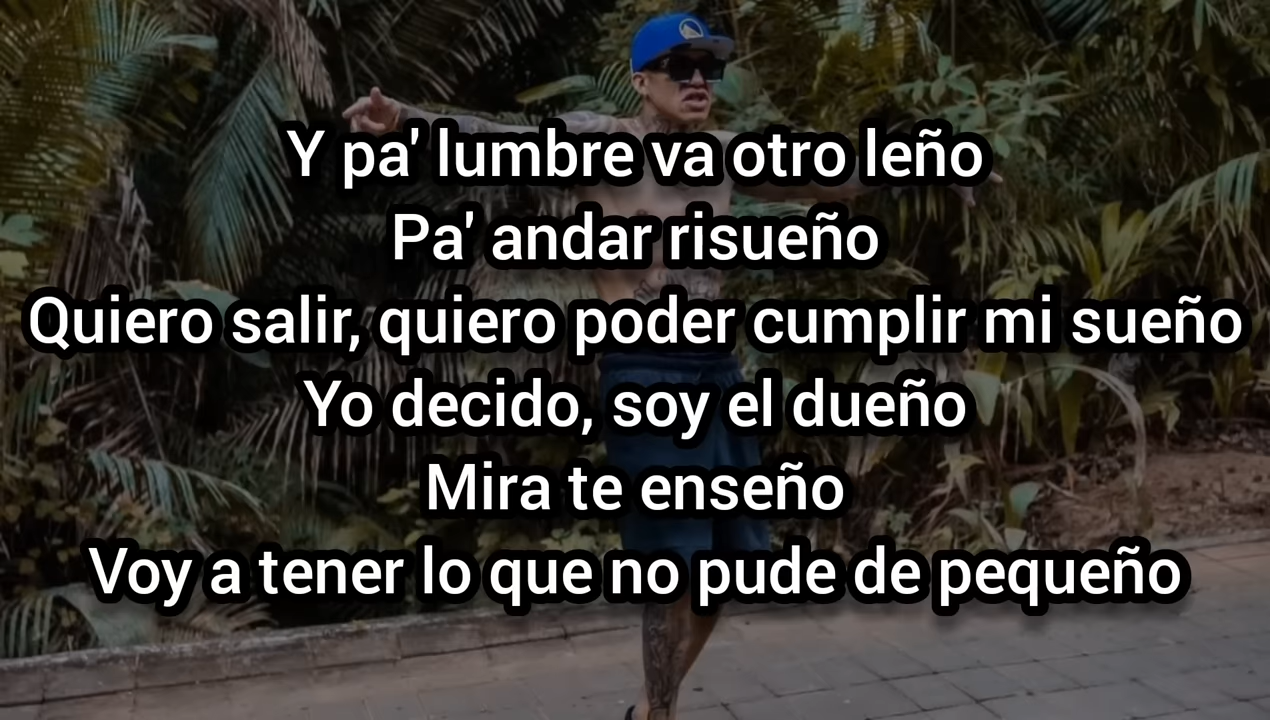 Y pa' lumbre va otro leño
Pa' andar risueño
Quiero salir, quiero poder cumplir mi sueño
Yo decido, soy el dueño
Mira te enseño
Voy a tener lo que no pude de pequeño